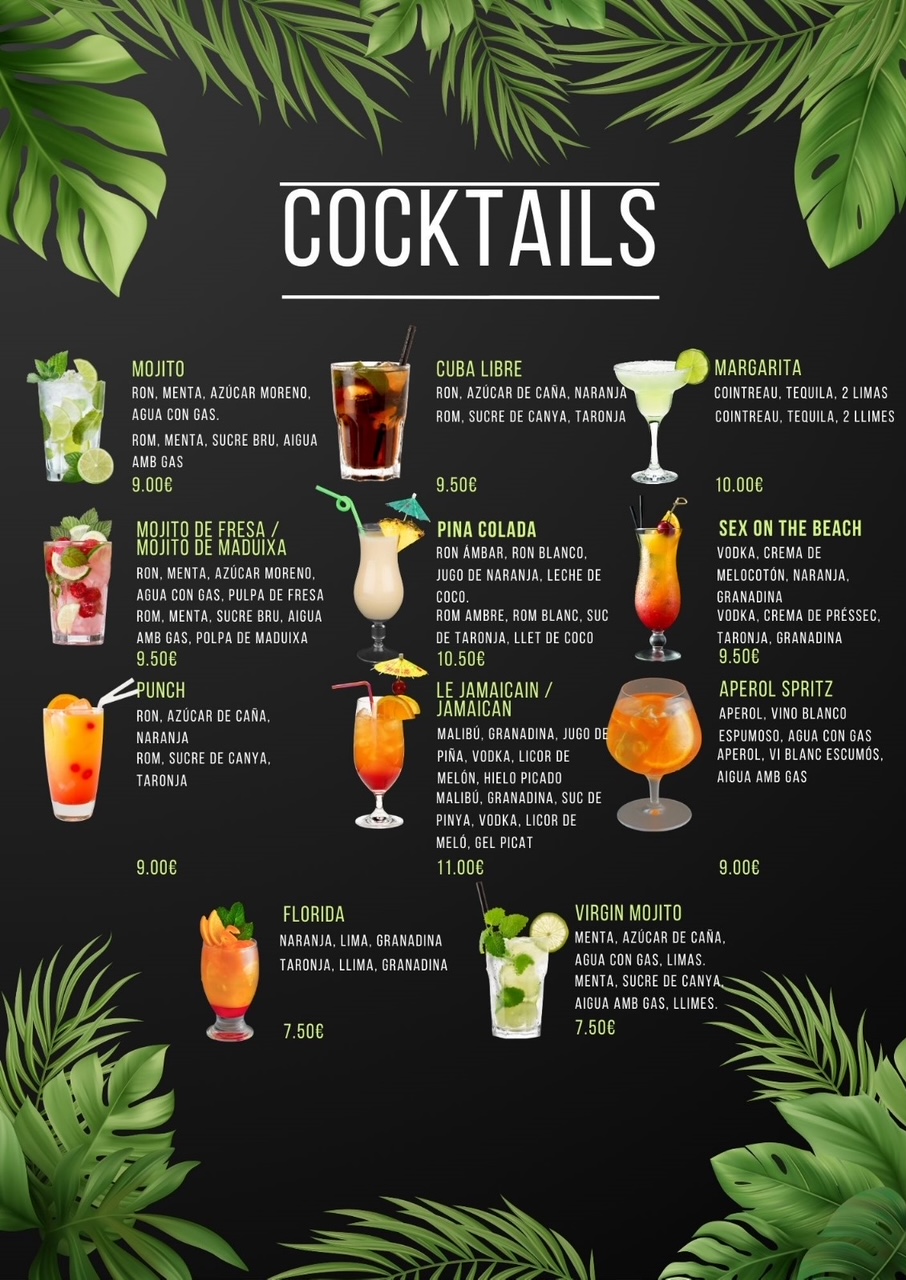 COCKTAILS
MOJITO
RON, MENTA, AZÚCAR MORENO,
AGUA CON GAS.
ROM, MENTA, SUCRE BRU, AIGUA
AMB GAS
9.00€
CUBA LIBRE
RON, AZÚCAR DE CAÑA, NARANJA
ROM, SUCRE DE CANYA, TARONJA
9.50€
MARGARITA
COINTREAU, TEQUILA, 2 LIMAS
COINTREAU, TEQUILA, 2 LLIMES
10.00€
MOJITO DE FRESA /
MOJITO DE MADUIXA
RON, MENTA, AZÚCAR MORENO,
AGUA CON GAS, PULPA DE FRESA
ROM, MENTA, SUCRE BRU, AIGUA
AMB GAS, POLPA DE MADUIXA
9.50€
PINA COLADA
RON ÁMBAR, RON BLANCO,
JUGO DE NARANJA, LECHE DE
COCO.
ROM AMBRE, ROM BLANC, SUC
DE TARONJA, LLET DE COCO
10.50€
SEX ON THE BEACH
VODKA, CREMA DE
MELOCOTÓN, NARANJA,
GRANADINA
VODKA, CREMA DE PRÉSSEC,
TARONJA, GRANADINA
9.50€
PUNCH
RON, AZÚCAR DE CAÑA,
NARANJA
ROM, SUCRE DE CANYA,
TARONJA
9.00€
LE JAMAICAIN /
JAMAICAN
MALIBÚ, GRANADINA, JUGO DE
PIÑA, VODKA, LICOR DE
MELÓN, HIELO PICADO
MALIBÚ, GRANADINA, SUC DE
PINYA, VODKA, LICOR DE
MELÓ, GEL PICAT
11.00€
APEROL SPRITZ
APEROL, VINO BLANCO
ESPUMOSO, AGUA CON GAS
APEROL, VI BLANC ESCUMÓS,
AIGUA AMB GAS
9.00€
FLORIDA
NARANJA, LIMA, GRANADINA
TARONJA, LLIMA, GRANADINA
7.50€
VIRGIN MOJITO
MENTA, AZÚCAR DE CAÑA,
AGUA CON GAS, LIMAS.
MENTA, SUCRE DE CANYA,
AIGUA AMB GAS, LLIMES.
7.50€